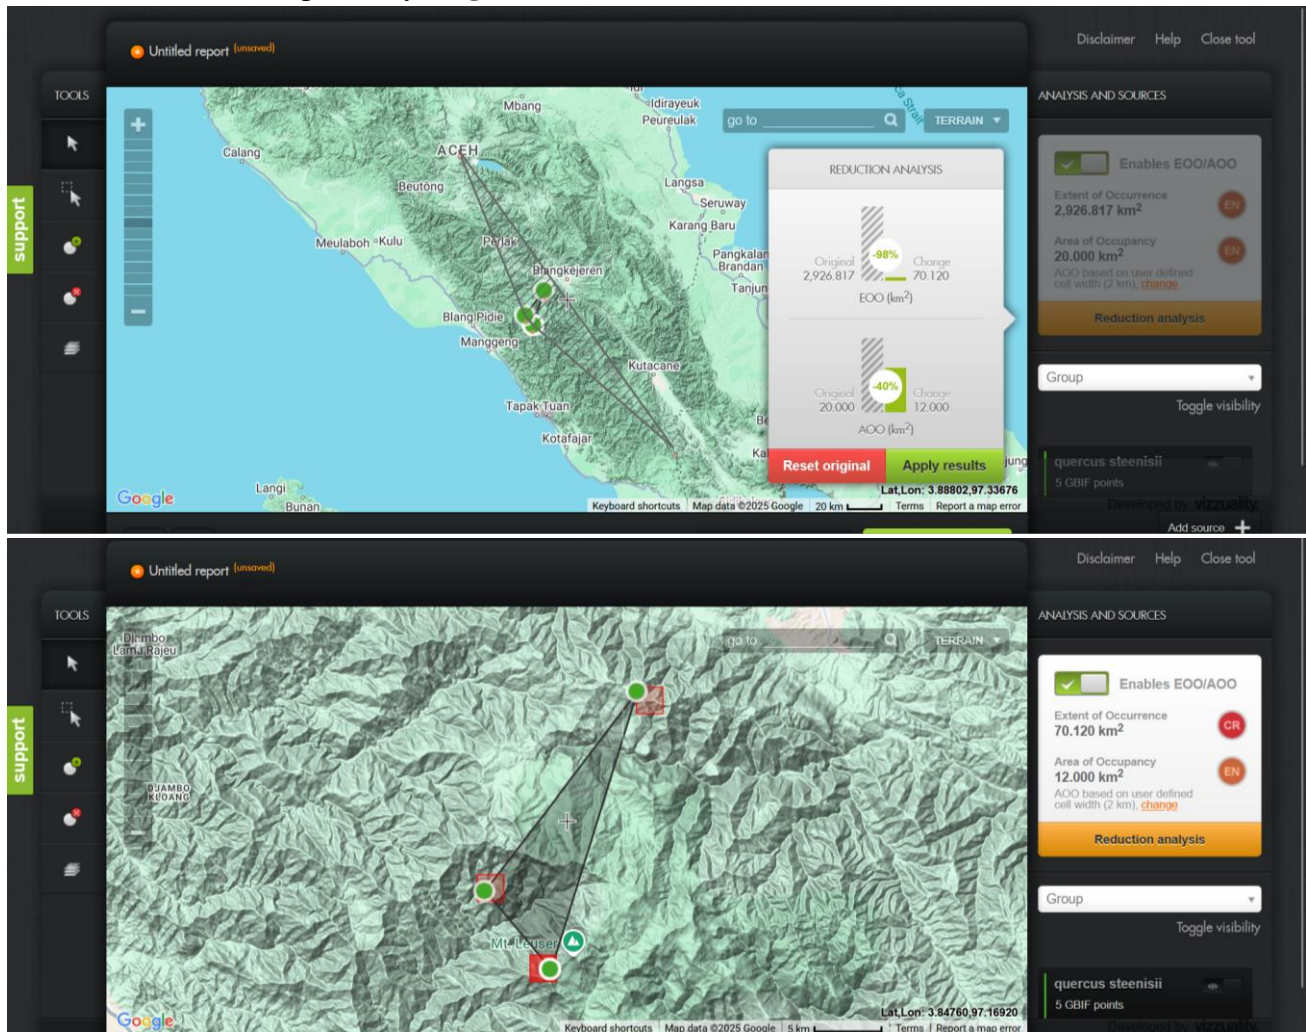 Untitled report (unsaved)
Disclaimer Help Close tool
TOOLS
ANALYSIS AND SOURCES
support
Mbang
Idirayeuk
Peureulak
Calang
ACEH
Beutong
Langsa
Seruway
Karang Baru
Meulaboh
Kulu
Perlak
Pangkalan
Brandan
Blangkejeren
Tanjun
Blang Pidie
Manggeng
Kutacane
Tapak Tuan
Kotafajar
Langi
Bunan
go to
TERRAIN
REDUCTION ANALYSIS
-98%
Original Change
2,926.817 70.120
EOO (km²)
-40%
Original Change
20.000 12.000
AOO (km²)
Reset original Apply results
Lat,Lon: 3.88802,97.33676
Google
Keyboard shortcuts Map data ©2025 Google 20 km Terms Report a map error
Enables EOO/AOO
Extent of Occurrence
2,926.817 km² EN
Area of Occupancy
20.000 km² EN
AOO based on user defined
cell width (2 km), change
Reduction analysis
Group
Toggle visibility
quercus steenisii
5 GBIF points
Developed by vizzuality.
Add source +
Untitled report (unsaved)
Disclaimer Help Close tool
TOOLS
ANALYSIS AND SOURCES
support
Djambo
Lama Rajeu
go to
TERRAIN
DJAMBO
KLOANG
Mt. Leuser
Lat,Lon: 3.84760,97.16920
Google
Keyboard shortcuts Map data ©2025 Google 5 km Terms Report a map error
Enables EOO/AOO
Extent of Occurrence
70.120 km² CR
Area of Occupancy
12.000 km² EN
AOO based on user defined
cell width (2 km), change
Reduction analysis
Group
Toggle visibility
quercus steenisii
5 GBIF points
Developed by vizzuality.